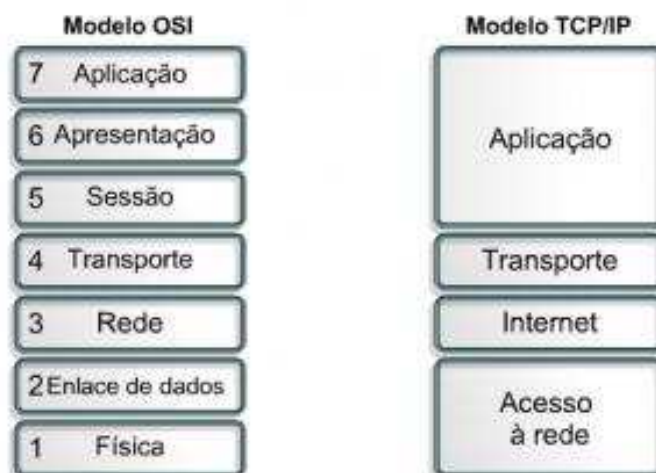 Modelo OSI
7 Aplicação
6 Apresentação
5 Sessão
4 Transporte
3 Rede
2 Enlace de dados
1 Física
Modelo TCP/IP
Aplicação
Transporte
Internet
Acesso
à rede